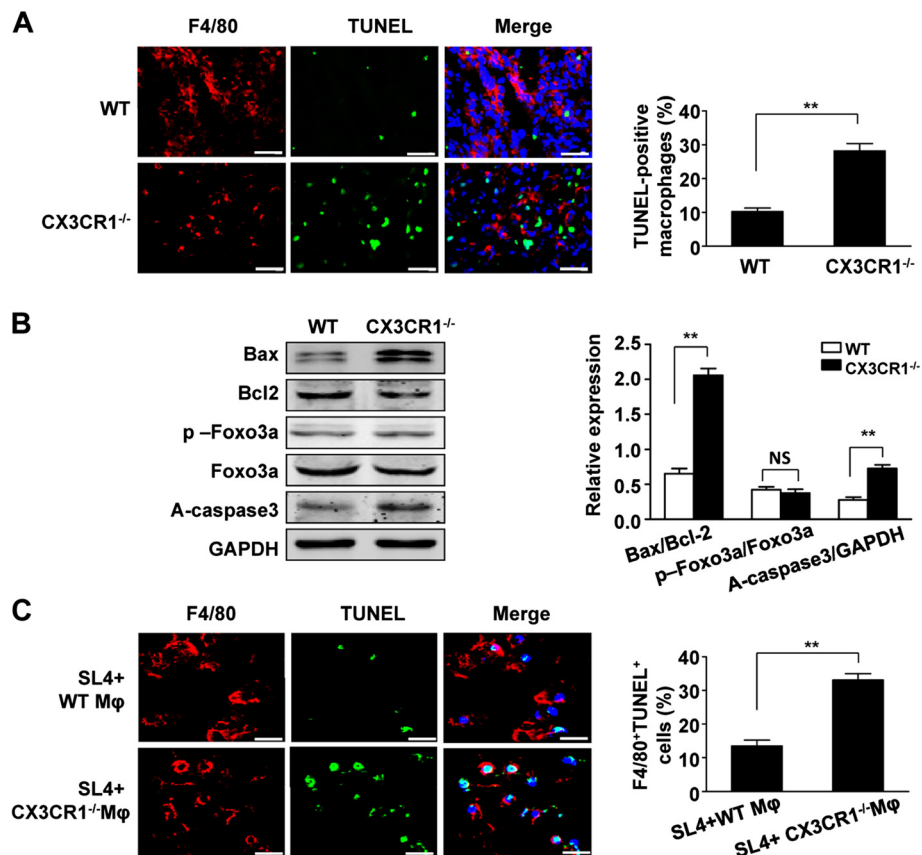 A
F4/80
TUNEL
Merge
WT
CX3CR1-/-
TUNEL-positive
macrophages (%)
40
30
20
10
0
**
WT
CX3CR1-/-
B
WT
CX3CR1-/-
Bax
Bcl2
p –Foxo3a
Foxo3a
A-caspase3
GAPDH
Relative expression
2.5
2.0
1.5
1.0
0.5
0.0
**
NS
**
WT
CX3CR1-/-
Bax/Bcl-2
p–Foxo3a/Foxo3a
A-caspase3/GAPDH
C
F4/80
TUNEL
Merge
SL4+
WT Mφ
SL4+
CX3CR1-/-Mφ
F4/80+TUNEL+
cells (%)
40
30
20
10
0
**
SL4+WT Mφ
SL4+ CX3CR1-/-Mφ